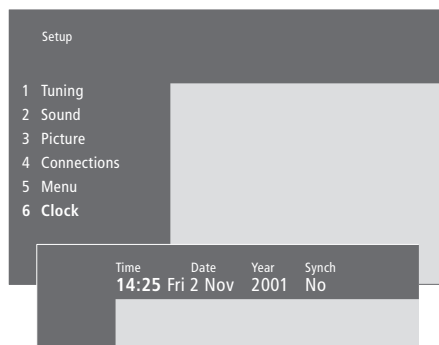 Setup
1 Tuning
2 Sound
3 Picture
4 Connections
5 Menu
6 Clock
Time Date Year Synch
14:25 Fri 2 Nov 2001 No